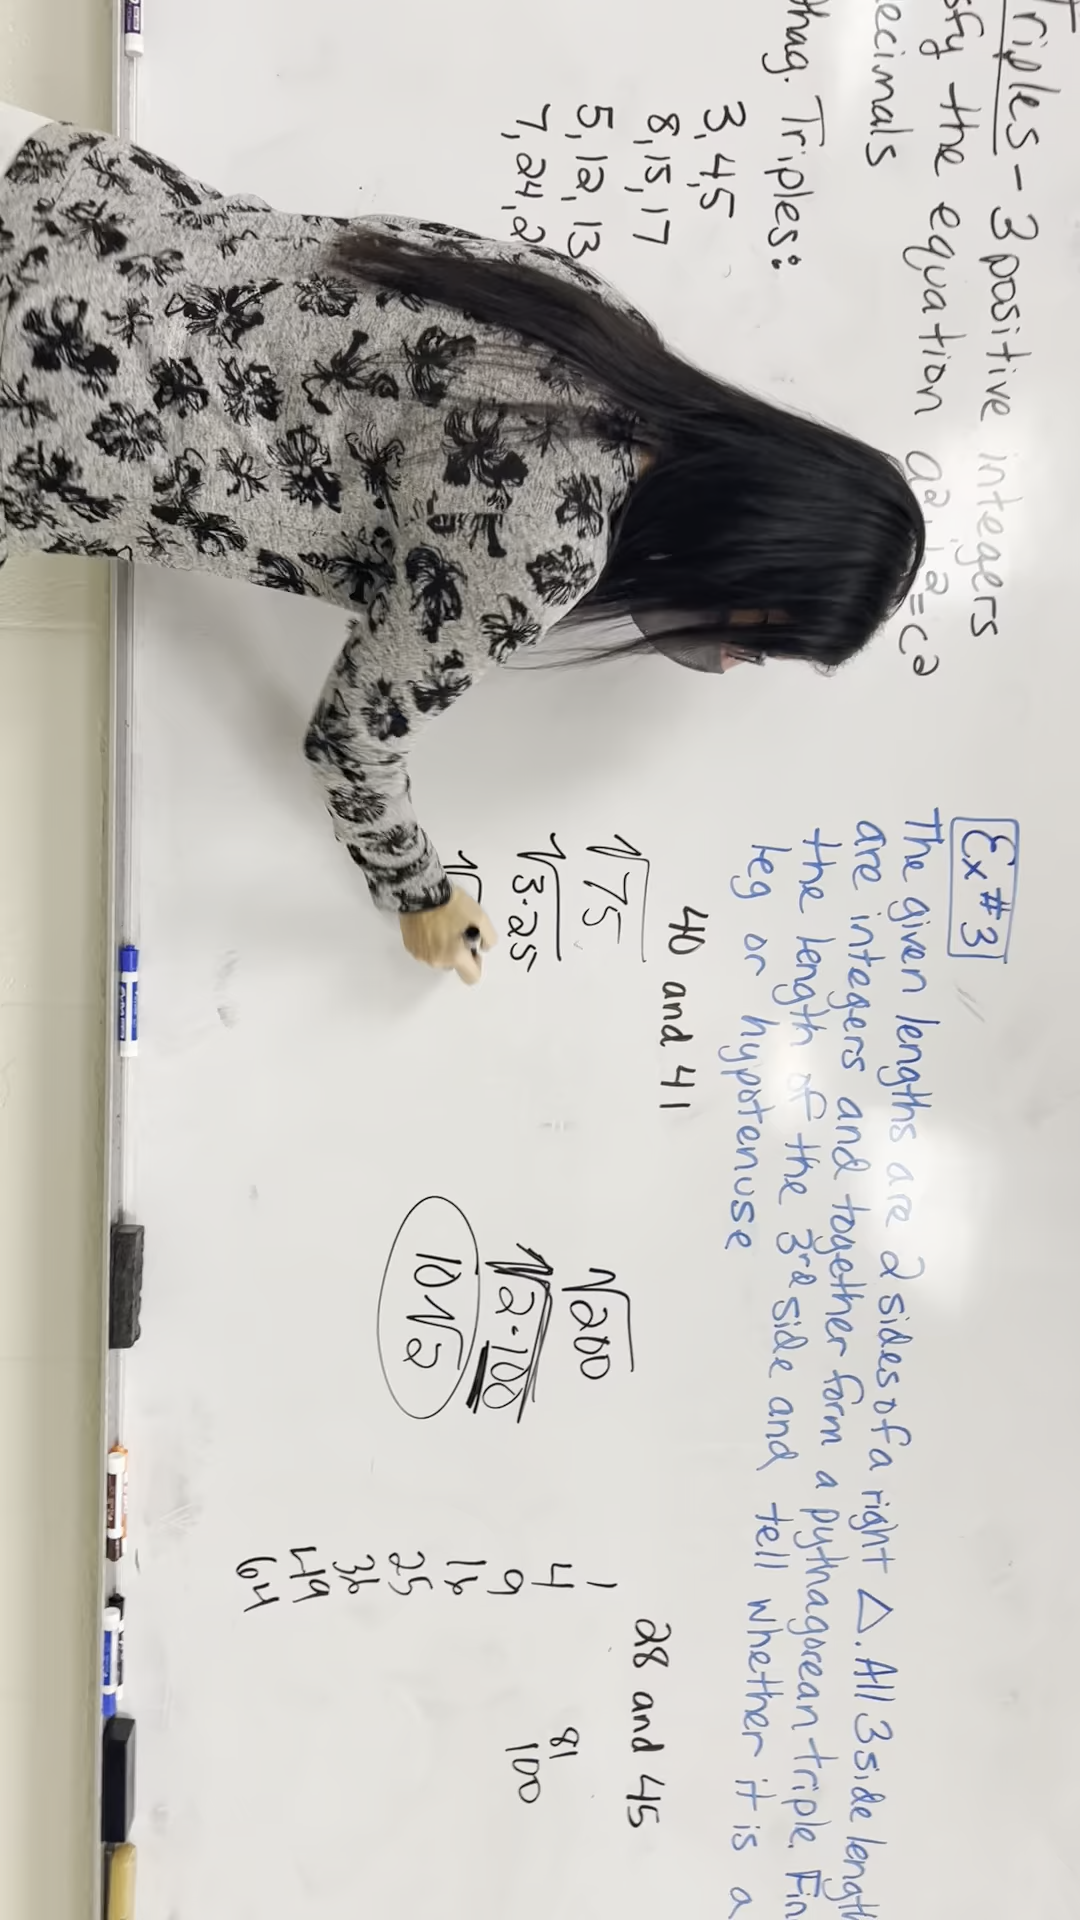 Triples - 3 positive integers
sfy the equation a2 + 2 = c2
ecimals
thag. Triples:
3,4,5
8,15,17
5,12,13
7,24,2
Ex #3
The given lengths are 2 sides of a right △. All 3 side length
are integers and together form a pythagorean triple. Fin
the length of the 3rd side and tell whether it is a
leg or hypotenuse
40 and 41
√75
√3·25
√
√200
√2·100
10√2
28 and 45
1
4
9
16
25
36
49
64
81
100